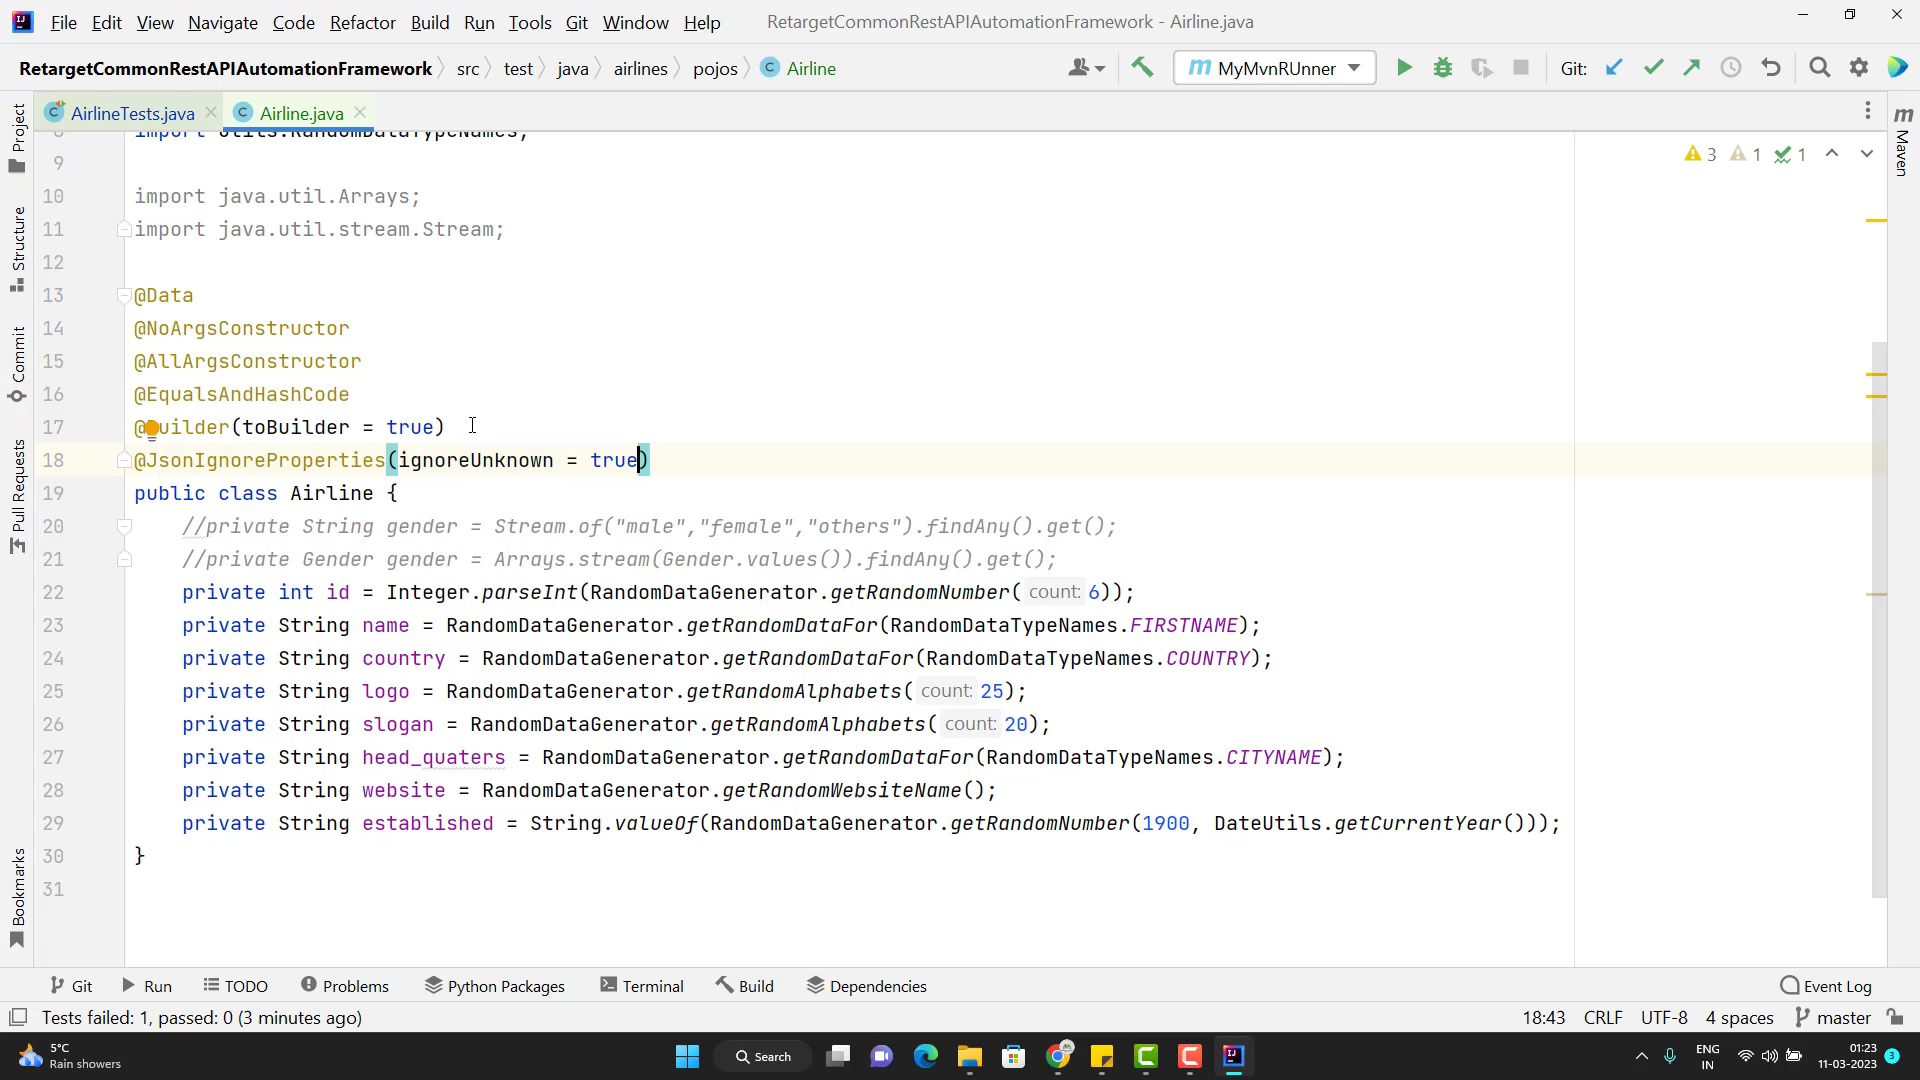 File Edit View Navigate Code Refactor Build Run Tools Git Window Help RetargetCommonRestAPIAutomationFramework - Airline.java
RetargetCommonRestAPIAutomationFramework src test java airlines pojos Airline MyMvnRUnner Git:
AirlineTests.java Airline.java
3 1 1
8 import utils.RandomDataTypeNames;
9
10 import java.util.Arrays;
11 import java.util.stream.Stream;
12
13 @Data
14 @NoArgsConstructor
15 @AllArgsConstructor
16 @EqualsAndHashCode
17 @Builder(toBuilder = true)
18 @JsonIgnoreProperties(ignoreUnknown = true)
19 public class Airline {
20 //private String gender = Stream.of("male","female","others").findAny().get();
21 //private Gender gender = Arrays.stream(Gender.values()).findAny().get();
22 private int id = Integer.parseInt(RandomDataGenerator.getRandomNumber( count: 6));
23 private String name = RandomDataGenerator.getRandomDataFor(RandomDataTypeNames.FIRSTNAME);
24 private String country = RandomDataGenerator.getRandomDataFor(RandomDataTypeNames.COUNTRY);
25 private String logo = RandomDataGenerator.getRandomAlphabets( count: 25);
26 private String slogan = RandomDataGenerator.getRandomAlphabets( count: 20);
27 private String head_quaters = RandomDataGenerator.getRandomDataFor(RandomDataTypeNames.CITYNAME);
28 private String website = RandomDataGenerator.getRandomWebsiteName();
29 private String established = String.valueOf(RandomDataGenerator.getRandomNumber(1900, DateUtils.getCurrentYear()));
30 }
31
Project
Structure
Commit
Pull Requests
Bookmarks
m Maven
Git Run TODO Problems Python Packages Terminal Build Dependencies Event Log
Tests failed: 1, passed: 0 (3 minutes ago) 18:43 CRLF UTF-8 4 spaces master
5°C
Rain showers
Search
ENG
IN
01:23
11-03-2023
3